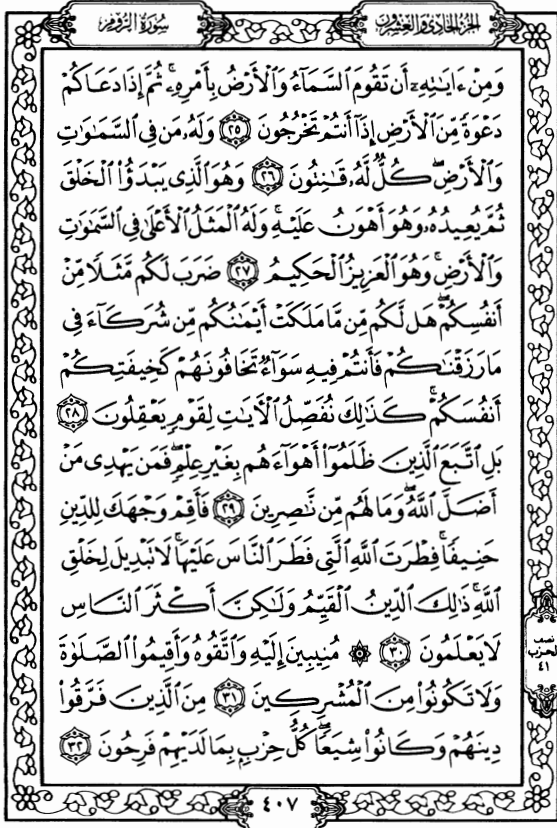 الجزء الحادي والعشرون
سورة الروم
وَمِنْ ءَايَٰتِهِۦٓ أَن تَقُومَ ٱلسَّمَآءُ وَٱلْأَرْضُ بِأَمْرِهِۦ ۚ ثُمَّ إِذَا دَعَاكُمْ
دَعْوَةً مِّنَ ٱلْأَرْضِ إِذَآ أَنتُمْ تَخْرُجُونَ ٢٥ وَلَهُۥ مَن فِى ٱلسَّمَٰوَٰتِ
وَٱلْأَرْضِ ۖ كُلٌّ لَّهُۥ قَٰنِتُونَ ٢٦ وَهُوَ ٱلَّذِى يَبْدَؤُا۟ ٱلْخَلْقَ
ثُمَّ يُعِيدُهُۥ وَهُوَ أَهْوَنُ عَلَيْهِ ۚ وَلَهُ ٱلْمَثَلُ ٱلْأَعْلَىٰ فِى ٱلسَّمَٰوَٰتِ
وَٱلْأَرْضِ ۚ وَهُوَ ٱلْعَزِيزُ ٱلْحَكِيمُ ٢٧ ضَرَبَ لَكُم مَّثَلًا مِّنْ
أَنفُسِكُمْ ۖ هَل لَّكُم مِّن مَّا مَلَكَتْ أَيْمَٰنُكُم مِّن شُرَكَآءَ فِى
مَا رَزَقْنَٰكُمْ فَأَنتُمْ فِيهِ سَوَآءٌ تَخَافُونَهُمْ كَخِيفَتِكُمْ
أَنفُسَكُمْ ۚ كَذَٰلِكَ نُفَصِّلُ ٱلْءَايَٰتِ لِقَوْمٍ يَعْقِلُونَ ٢٨
بَلِ ٱتَّبَعَ ٱلَّذِينَ ظَلَمُوٓا۟ أَهْوَآءَهُم بِغَيْرِ عِلْمٍ ۖ فَمَن يَهْدِى مَنْ
أَضَلَّ ٱللَّهُ ۖ وَمَا لَهُم مِّن نَّٰصِرِينَ ٢٩ فَأَقِمْ وَجْهَكَ لِلدِّينِ
حَنِيفًا ۚ فِطْرَتَ ٱللَّهِ ٱلَّتِى فَطَرَ ٱلنَّاسَ عَلَيْهَا ۚ لَا تَبْدِيلَ لِخَلْقِ
ٱللَّهِ ۚ ذَٰلِكَ ٱلدِّينُ ٱلْقَيِّمُ وَلَٰكِنَّ أَكْثَرَ ٱلنَّاسِ
لَا يَعْلَمُونَ ٣٠ ۞ مُنِيبِينَ إِلَيْهِ وَٱتَّقُوهُ وَأَقِيمُوا۟ ٱلصَّلَوٰةَ
وَلَا تَكُونُوا۟ مِنَ ٱلْمُشْرِكِينَ ٣١ مِنَ ٱلَّذِينَ فَرَّقُوا۟
دِينَهُمْ وَكَانُوا۟ شِيَعًا ۖ كُلُّ حِزْبٍۭ بِمَا لَدَيْهِمْ فَرِحُونَ ٣٢
نصف
الحزب
٤١
٤٠٧